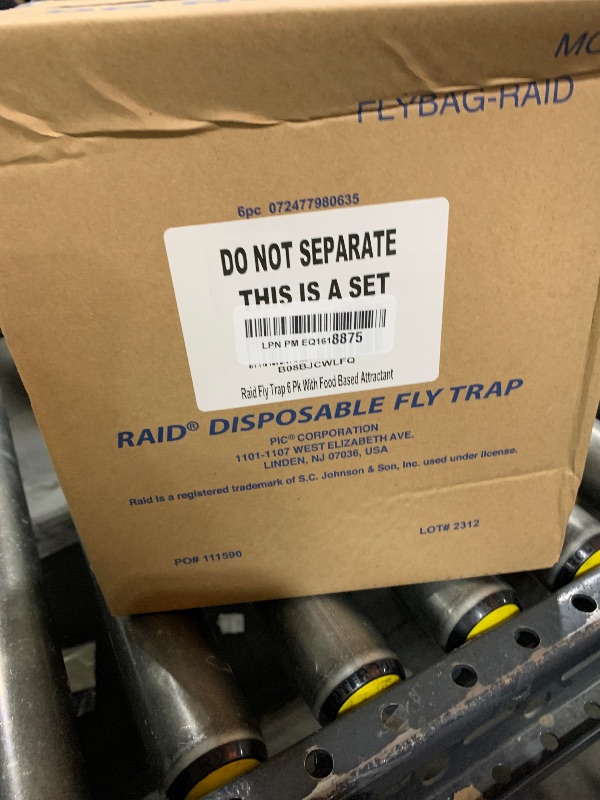 MC
FLYBAG-RAID
6pc 072477980635
DO NOT SEPARATE
THIS IS A SET
LPN PM EQ1618875
B08BJCWLFQ
Raid Fly Trap 6 Pk With Food Based Attractant
RAID® DISPOSABLE FLY TRAP
PIC® CORPORATION
1101-1107 WEST ELIZABETH AVE.
LINDEN, NJ 07036, USA
Raid is a registered trademark of S.C. Johnson & Son, Inc. used under license.
LOT# 2312
PO# 111590